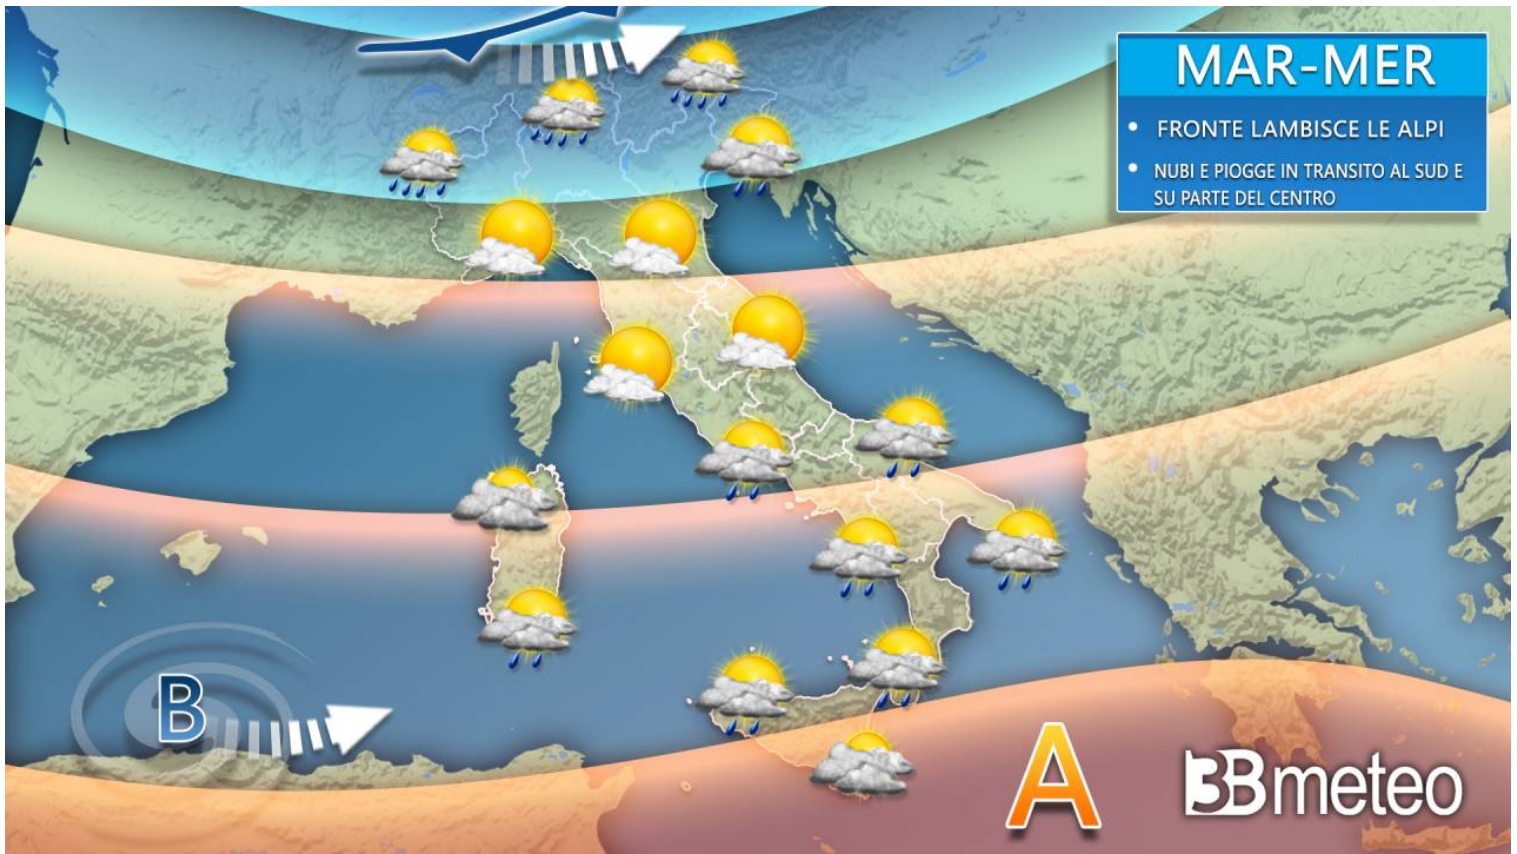 MAR-MER
• FRONTE LAMBISCE LE ALPI
• NUBI E PIOGGE IN TRANSITO AL SUD E
SU PARTE DEL CENTRO
B
A
3Bmeteo